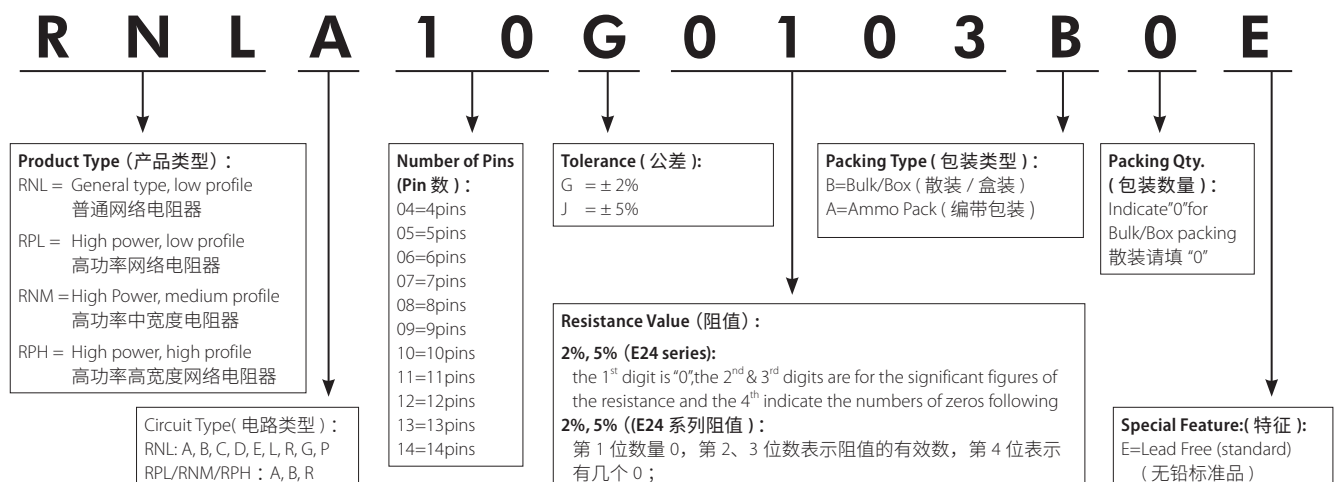 R N L A 1 0 G 0 1 0 3 B 0 E
Product Type（产品类型）：
RNL = General type, low profile
普通网络电阻器
RPL = High power, low profile
高功率网络电阻器
RNM =High Power, medium profile
高功率中宽度电阻器
RPH = High power, high profile
高功率高宽度网络电阻器
Circuit Type( 电路类型 )：
RNL: A, B, C, D, E, L, R, G, P
RPL/RNM/RPH：A, B, R
Number of Pins
(Pin 数 )：
04=4pins
05=5pins
06=6pins
07=7pins
08=8pins
09=9pins
10=10pins
11=11pins
12=12pins
13=13pins
14=14pins
Tolerance ( 公差 ):
G = ± 2%
J = ± 5%
Resistance Value（阻值）:
2%, 5%（E24 series):
the 1st digit is “0”,the 2nd & 3rd digits are for the significant figures of
the resistance and the 4th indicate the numbers of zeros following
2%, 5%（(E24 系列阻值 )：
第 1 位数量 0，第 2、3 位数表示阻值的有效数，第 4 位表示
有几个 0；
Packing Type ( 包装类型 )：
B=Bulk/Box ( 散装 / 盒装 )
A=Ammo Pack ( 编带包装 )
Packing Qty.
( 包装数量 )：
Indicate”0”for
Bulk/Box packing
散装请填 “0”
Special Feature:( 特征 ):
E=Lead Free (standard)
( 无铅标准品 )